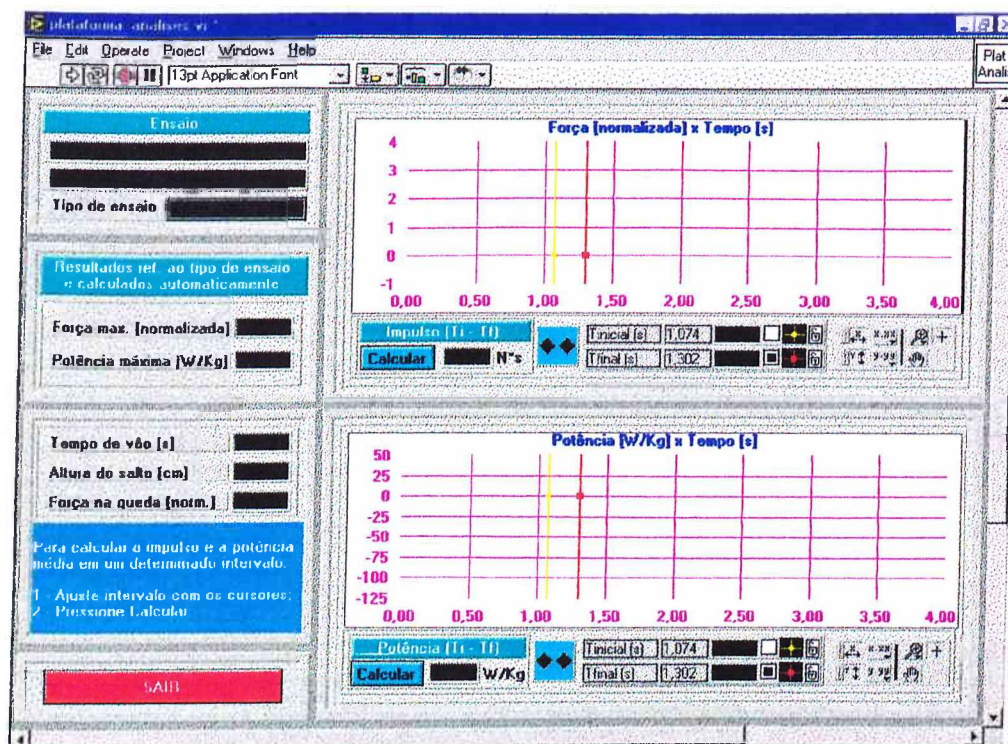 plataforma analises vi *
File Edit Operate Project Windows Help
13pt Application Font
Plat
Anali
Ensaio
Tipo de ensaio
Resultados ref. ao tipo de ensaio
e calculados automaticamente
Força max. [normalizada]
Potência máxima [W/Kg]
Tempo de vôo [s]
Altura do salto [cm]
Força na queda [norm.]
Para calcular o impulso e a potência
média em um determinado intervalo:
1 - Ajuste intervalo com os cursores;
2 - Pressione Calcular
SAIR
Força [normalizada] x Tempo [s]
4
3
2
1
0
-1
0,00 0,50 1,00 1,50 2,00 2,50 3,00 3,50 4,00
Impulso (Ti - Tf)
Calcular N*s
Tinicial (s) 1,074
Tfinal (s) 1,302
Potência [W/Kg] x Tempo [s]
50
25
0
-25
-50
-75
-100
-125
0,00 0,50 1,00 1,50 2,00 2,50 3,00 3,50 4,00
Potência (Ti - Tf)
Calcular W/Kg
Tinicial (s) 1,074
Tfinal (s) 1,302